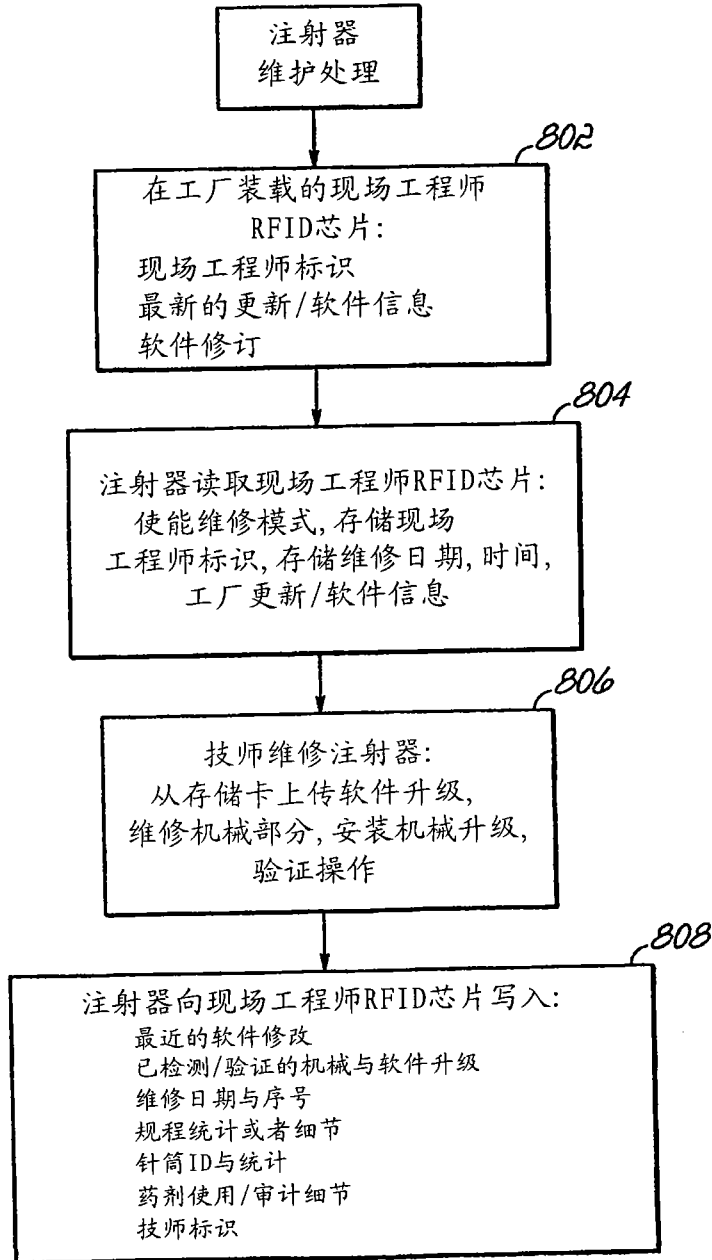 注射器
维护处理
802
在工厂装载的现场工程师
RFID芯片:
现场工程师标识
最新的更新/软件信息
软件修订
804
注射器读取现场工程师RFID芯片:
使能维修模式,存储现场
工程师标识,存储维修日期,时间,
工厂更新/软件信息
806
技师维修注射器:
从存储卡上传软件升级,
维修机械部分,安装机械升级,
验证操作
808
注射器向现场工程师RFID芯片写入:
最近的软件修改
已检测/验证的机械与软件升级
维修日期与序号
规程统计或者细节
针筒ID与统计
药剂使用/审计细节
技师标识